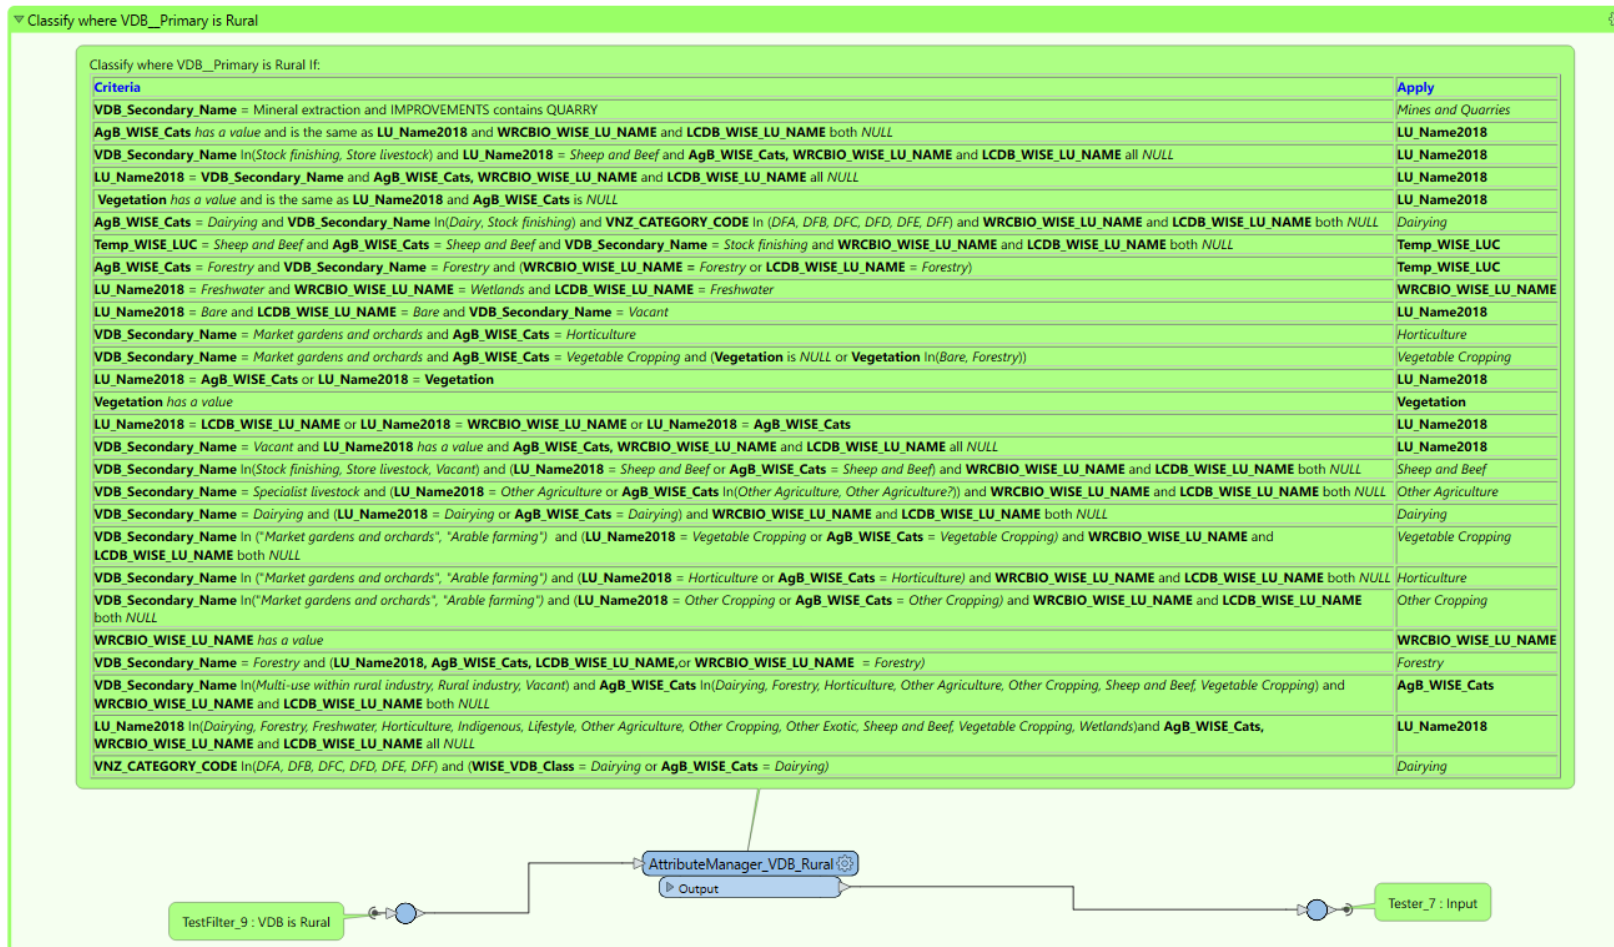 Classify where VDB__Primary is Rural
Classify where VDB__Primary is Rural If:
Criteria Apply
VDB_Secondary_Name = Mineral extraction and IMPROVEMENTS contains QUARRY Mines and Quarries
AgB_WISE_Cats has a value and is the same as LU_Name2018 and WRCBIO_WISE_LU_NAME and LCDB_WISE_LU_NAME both NULL LU_Name2018
VDB_Secondary_Name In(Stock finishing, Store livestock) and LU_Name2018 = Sheep and Beef and AgB_WISE_Cats, WRCBIO_WISE_LU_NAME and LCDB_WISE_LU_NAME all NULL LU_Name2018
LU_Name2018 = VDB_Secondary_Name and AgB_WISE_Cats, WRCBIO_WISE_LU_NAME and LCDB_WISE_LU_NAME all NULL LU_Name2018
Vegetation has a value and is the same as LU_Name2018 and AgB_WISE_Cats is NULL LU_Name2018
AgB_WISE_Cats = Dairying and VDB_Secondary_Name In(Dairy, Stock finishing) and VNZ_CATEGORY_CODE In (DFA, DFB, DFC, DFD, DFE, DFF) and WRCBIO_WISE_LU_NAME and LCDB_WISE_LU_NAME both NULL Dairying
Temp_WISE_LUC = Sheep and Beef and AgB_WISE_Cats = Sheep and Beef and VDB_Secondary_Name = Stock finishing and WRCBIO_WISE_LU_NAME and LCDB_WISE_LU_NAME both NULL Temp_WISE_LUC
AgB_WISE_Cats = Forestry and VDB_Secondary_Name = Forestry and (WRCBIO_WISE_LU_NAME = Forestry or LCDB_WISE_LU_NAME = Forestry) Temp_WISE_LUC
LU_Name2018 = Freshwater and WRCBIO_WISE_LU_NAME = Wetlands and LCDB_WISE_LU_NAME = Freshwater WRCBIO_WISE_LU_NAME
LU_Name2018 = Bare and LCDB_WISE_LU_NAME = Bare and VDB_Secondary_Name = Vacant LU_Name2018
VDB_Secondary_Name = Market gardens and orchards and AgB_WISE_Cats = Horticulture Horticulture
VDB_Secondary_Name = Market gardens and orchards and AgB_WISE_Cats = Vegetable Cropping and (Vegetation is NULL or Vegetation In(Bare, Forestry)) Vegetable Cropping
LU_Name2018 = AgB_WISE_Cats or LU_Name2018 = Vegetation LU_Name2018
Vegetation has a value Vegetation
LU_Name2018 = LCDB_WISE_LU_NAME or LU_Name2018 = WRCBIO_WISE_LU_NAME or LU_Name2018 = AgB_WISE_Cats LU_Name2018
VDB_Secondary_Name = Vacant and LU_Name2018 has a value and AgB_WISE_Cats, WRCBIO_WISE_LU_NAME and LCDB_WISE_LU_NAME all NULL LU_Name2018
VDB_Secondary_Name In(Stock finishing, Store livestock, Vacant) and (LU_Name2018 = Sheep and Beef or AgB_WISE_Cats = Sheep and Beef) and WRCBIO_WISE_LU_NAME and LCDB_WISE_LU_NAME both NULL Sheep and Beef
VDB_Secondary_Name = Specialist livestock and (LU_Name2018 = Other Agriculture or AgB_WISE_Cats In(Other Agriculture, Other Agriculture?)) and WRCBIO_WISE_LU_NAME and LCDB_WISE_LU_NAME both NULL Other Agriculture
VDB_Secondary_Name = Dairying and (LU_Name2018 = Dairying or AgB_WISE_Cats = Dairying) and WRCBIO_WISE_LU_NAME and LCDB_WISE_LU_NAME both NULL Dairying
VDB_Secondary_Name In ("Market gardens and orchards", "Arable farming") and (LU_Name2018 = Vegetable Cropping or AgB_WISE_Cats = Vegetable Cropping) and WRCBIO_WISE_LU_NAME and Vegetable Cropping
LCDB_WISE_LU_NAME both NULL
VDB_Secondary_Name In ("Market gardens and orchards", "Arable farming") and (LU_Name2018 = Horticulture or AgB_WISE_Cats = Horticulture) and WRCBIO_WISE_LU_NAME and LCDB_WISE_LU_NAME both NULL Horticulture
VDB_Secondary_Name In("Market gardens and orchards", "Arable farming") and (LU_Name2018 = Other Cropping or AgB_WISE_Cats = Other Cropping) and WRCBIO_WISE_LU_NAME and LCDB_WISE_LU_NAME Other Cropping
both NULL
WRCBIO_WISE_LU_NAME has a value WRCBIO_WISE_LU_NAME
VDB_Secondary_Name = Forestry and (LU_Name2018, AgB_WISE_Cats, LCDB_WISE_LU_NAME,or WRCBIO_WISE_LU_NAME = Forestry) Forestry
VDB_Secondary_Name In(Multi-use within rural industry, Rural industry, Vacant) and AgB_WISE_Cats In(Dairying, Forestry, Horticulture, Other Agriculture, Other Cropping, Sheep and Beef, Vegetable Cropping) and AgB_WISE_Cats
WRCBIO_WISE_LU_NAME and LCDB_WISE_LU_NAME both NULL
LU_Name2018 In(Dairying, Forestry, Freshwater, Horticulture, Indigenous, Lifestyle, Other Agriculture, Other Cropping, Other Exotic, Sheep and Beef, Vegetable Cropping, Wetlands)and AgB_WISE_Cats, LU_Name2018
WRCBIO_WISE_LU_NAME and LCDB_WISE_LU_NAME all NULL
VNZ_CATEGORY_CODE In(DFA, DFB, DFC, DFD, DFE, DFF) and (WISE_VDB_Class = Dairying or AgB_WISE_Cats = Dairying) Dairying
AttributeManager_VDB_Rural
Output
TestFilter_9 : VDB is Rural
Tester_7 : Input